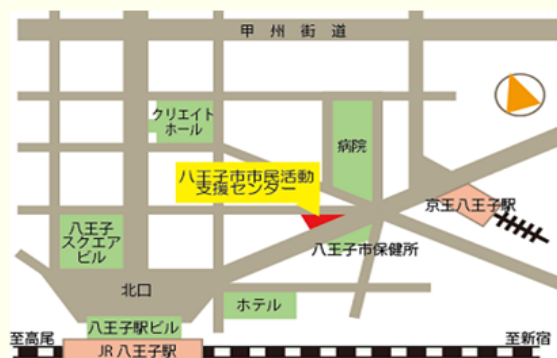 甲州街道
クリエイト
ホール
病院
八王子市市民活動
支援センター
京王八王子駅
八王子
スクエア
ビル
八王子市保健所
北口
ホテル
八王子駅ビル
至高尾
JR八王子駅
至新宿